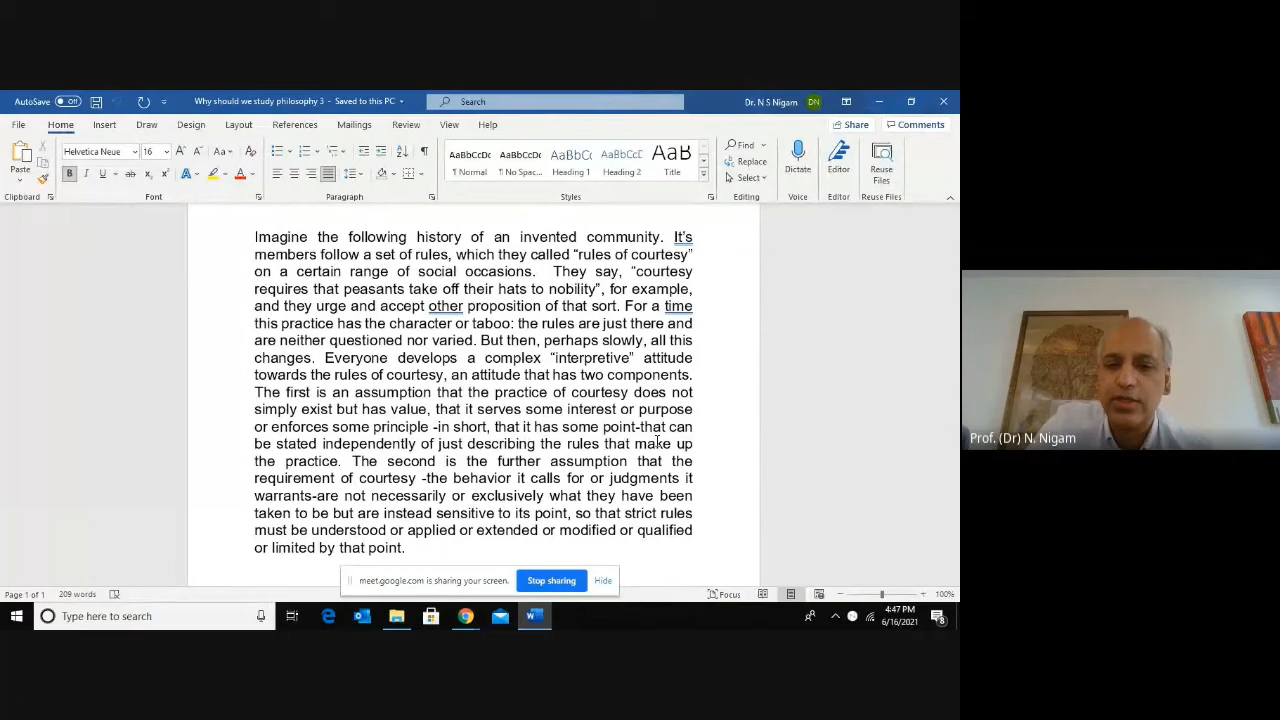 AutoSave Off Why should we study philosophy 3 - Saved to this PC Search Dr. N S Nigam DN
File Home Insert Draw Design Layout References Mailings Review View Help Share Comments
Helvetica Neue 16 Aa AaBbCcDc AaBbCcDc AaBbC AaBbCcE AaB Find
Replace
Paste B I U ab x x A A ¶ Normal ¶ No Spac... Heading 1 Heading 2 Title Select Dictate Editor Reuse Files
Clipboard Font Paragraph Styles Editing Voice Editor Reuse Files
Imagine the following history of an invented community. It's
members follow a set of rules, which they called “rules of courtesy”
on a certain range of social occasions. They say, “courtesy
requires that peasants take off their hats to nobility”, for example,
and they urge and accept other proposition of that sort. For a time
this practice has the character or taboo: the rules are just there and
are neither questioned nor varied. But then, perhaps slowly, all this
changes. Everyone develops a complex “interpretive” attitude
towards the rules of courtesy, an attitude that has two components.
The first is an assumption that the practice of courtesy does not
simply exist but has value, that it serves some interest or purpose
or enforces some principle -in short, that it has some point-that can
be stated independently of just describing the rules that make up
the practice. The second is the further assumption that the
requirement of courtesy -the behavior it calls for or judgments it
warrants-are not necessarily or exclusively what they have been
taken to be but are instead sensitive to its point, so that strict rules
must be understood or applied or extended or modified or qualified
or limited by that point.
meet.google.com is sharing your screen. Stop sharing Hide
Page 1 of 1 209 words Focus 100%
Type here to search 4:47 PM
6/16/2021 8
Prof. (Dr) N. Nigam